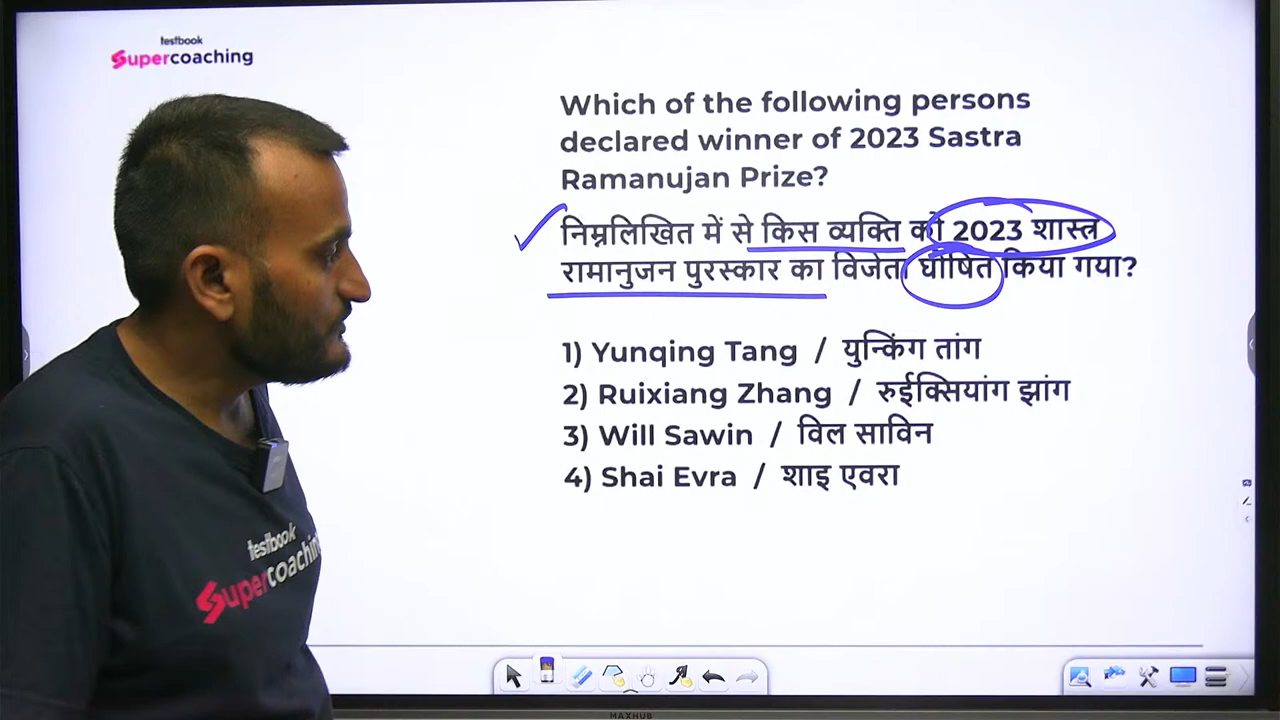 testbook
Supercoaching
Which of the following persons
declared winner of 2023 Sastra
Ramanujan Prize?
निम्नलिखित में से किस व्यक्ति को 2023 शास्त्र
रामानुजन पुरस्कार का विजेता घोषित किया गया?
1) Yunqing Tang / युन्किंग तांग
2) Ruixiang Zhang / रुईक्सियांग झांग
3) Will Sawin / विल साविन
4) Shai Evra / शाइ एवरा
testbook
Supercoaching
MAXHUB